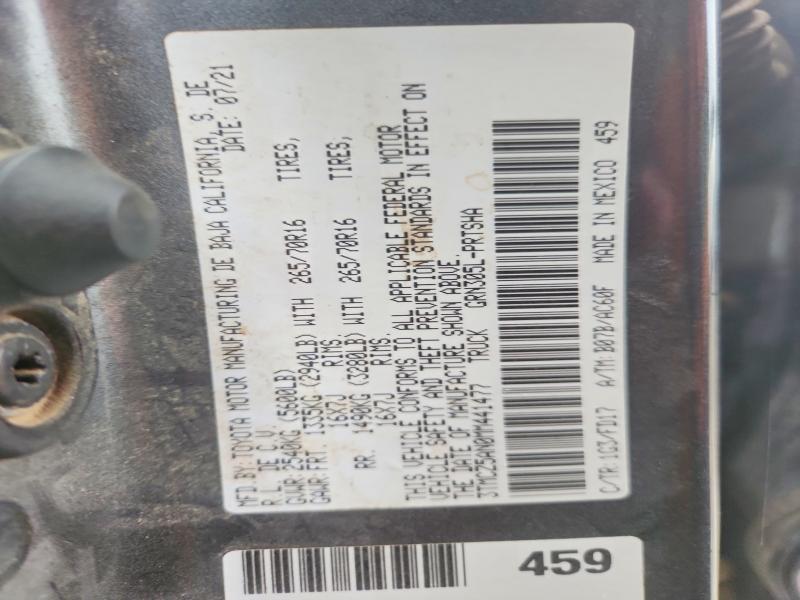 MFD. BY: TOYOTA MOTOR MANUFACTURING DE BAJA CALIFORNIA, S. DE
R. L. DE C.V. DATE: 07/21
GVWR: 2540KG (5600LB)
GAWR: FRT. 1335KG (2940LB) WITH 265/70R16 TIRES,
16X7J RIMS
RR. 1490KG (3280LB) WITH 265/70R16 TIRES,
16X7J RIMS.
THIS VEHICLE CONFORMS TO ALL APPLICABLE FEDERAL MOTOR
VEHICLE SAFETY AND THEFT PREVENTION STANDARDS IN EFFECT ON
THE DATE OF MANUFACTURE SHOWN ABOVE.
3TMCZ5AN0MM441477 TRUCK GRN305L-PRTSHA
C/TR:1G3/FD17 A/TM:B07B/AC60F MADE IN MEXICO 459
459